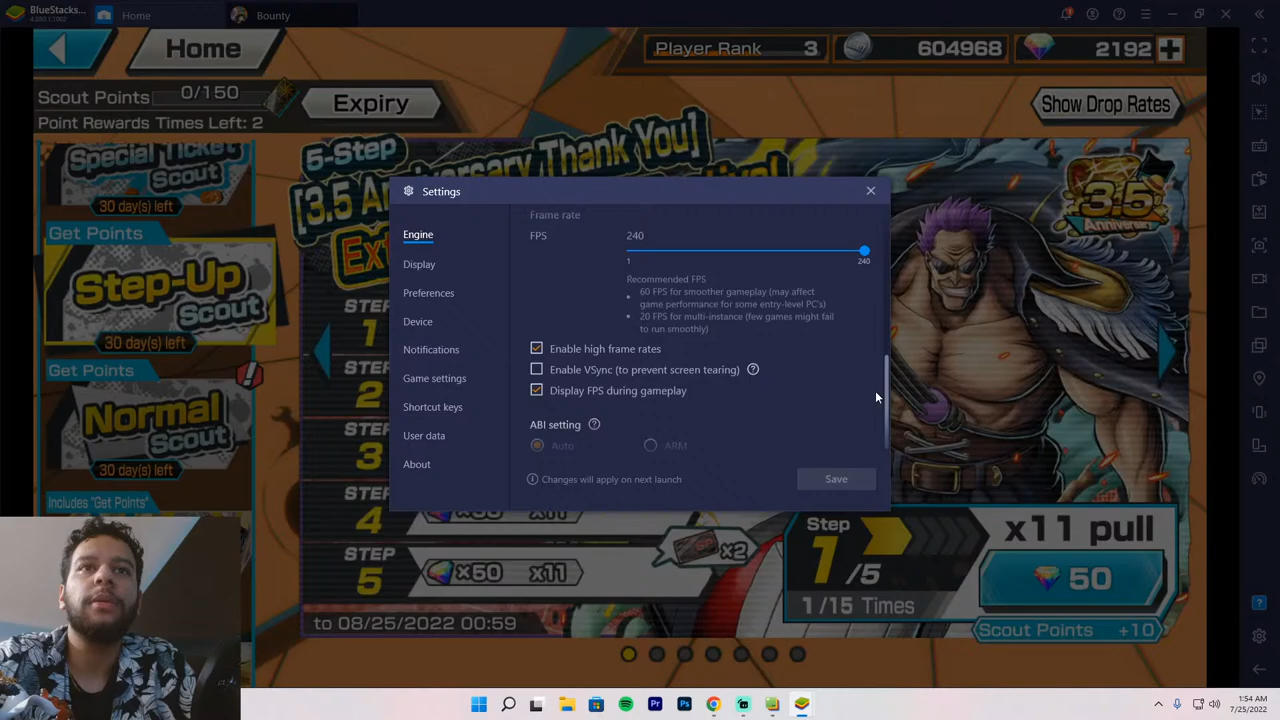 BlueStacks...
4.280.1.1002
Home
Bounty
Home
Player Rank 3
604968
2192
Scout Points 0/150
Expiry
Point Rewards Times Left: 2
Show Drop Rates
Special Ticket
Scout
30 day(s) left
Get Points
Step-Up
Scout
30 day(s) left
Get Points
Normal
Scout
30 day(s) left
Includes "Get Points"
5-Step
[3.5 Anniversary Thank You]
3.5
Anniversary
Settings
Engine
Display
Preferences
Device
Notifications
Game settings
Shortcut keys
User data
About
Frame rate
FPS 240
1 240
Recommended FPS
60 FPS for smoother gameplay (may affect
game performance for some entry-level PC's)
20 FPS for multi-instance (few games might fail
to run smoothly)
Enable high frame rates
Enable VSync (to prevent screen tearing)
Display FPS during gameplay
ABI setting
Auto ARM
Changes will apply on next launch
Save
STEP
1
STEP
2
STEP
3
STEP
4
x11
x2
STEP
5 x50 x11
to 08/25/2022 00:59
Step
1/5
1/15 Times
x11 pull
50
Scout Points +10
1:54 AM
7/25/2022